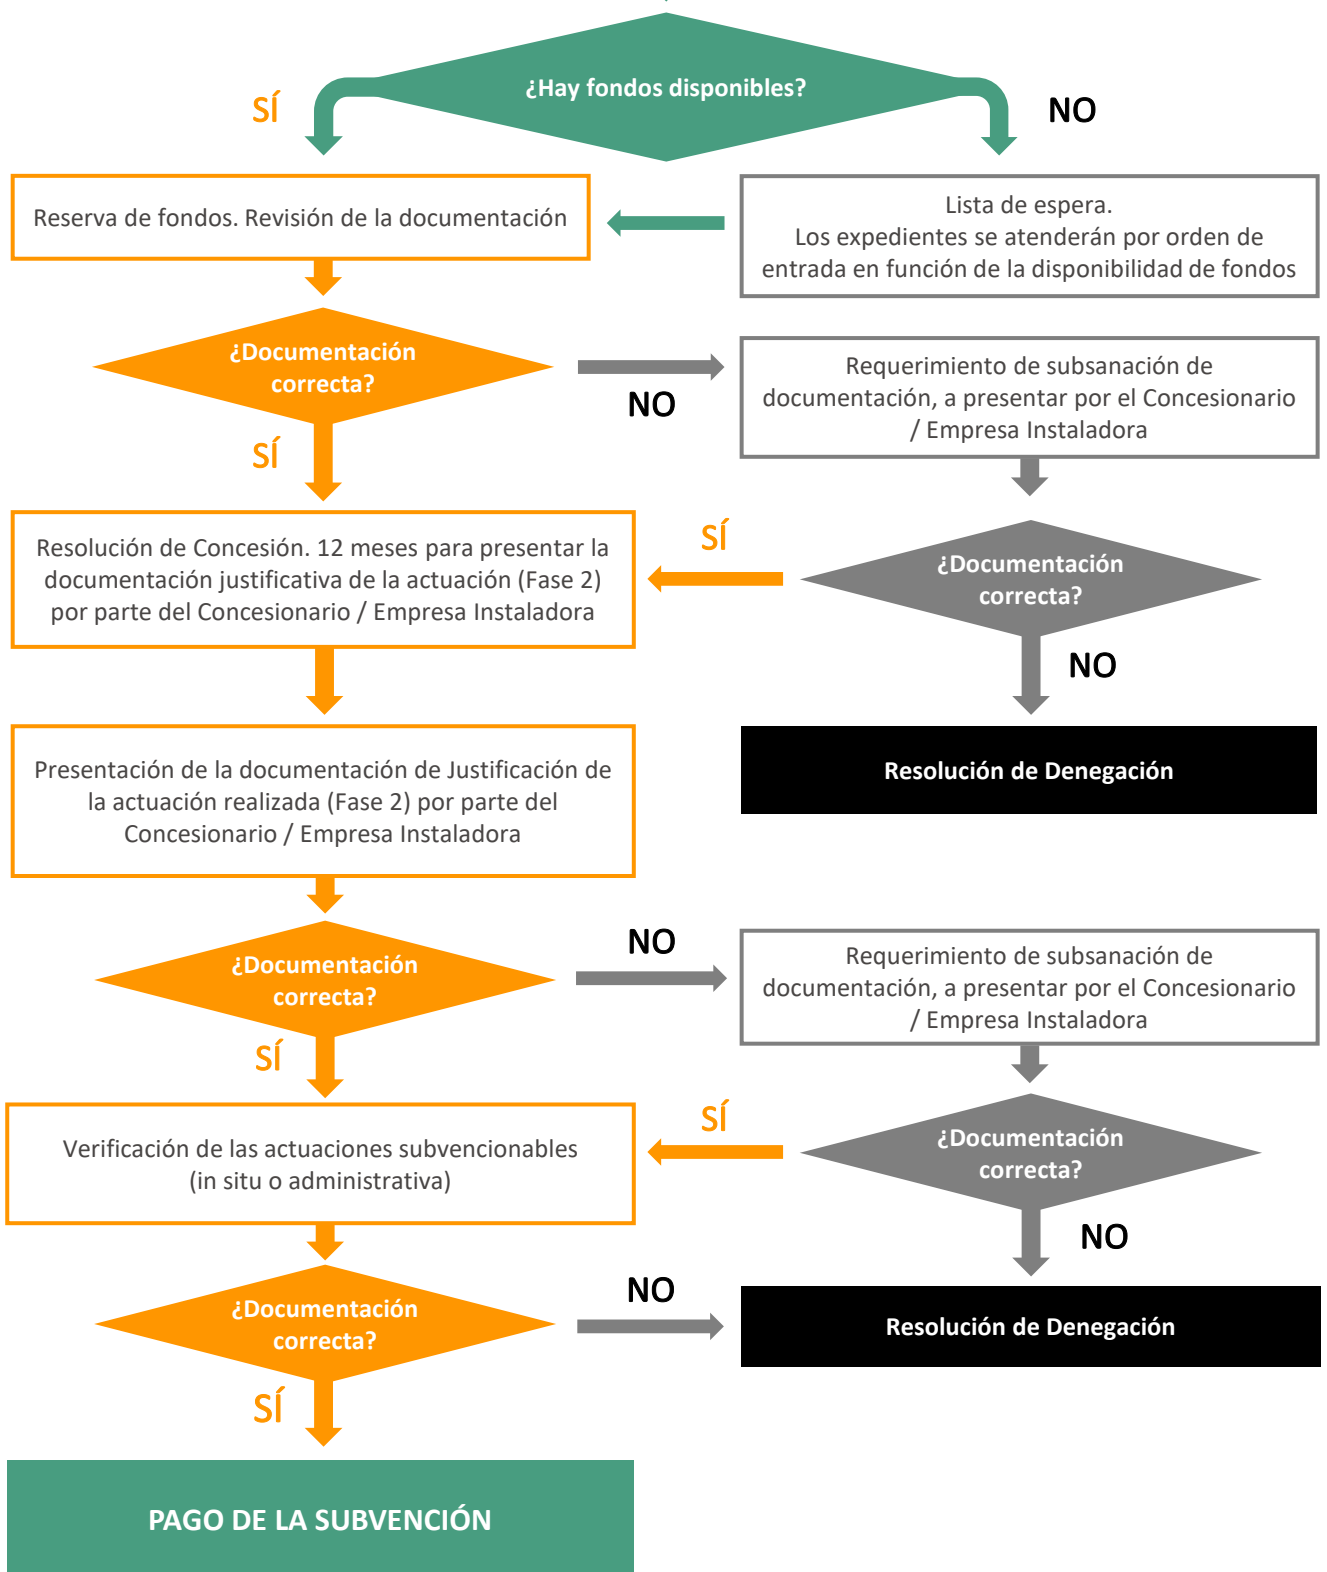 ¿Hay fondos disponibles?
SÍ
NO
Reserva de fondos. Revisión de la documentación
Lista de espera.
Los expedientes se atenderán por orden de
entrada en función de la disponibilidad de fondos
¿Documentación
correcta?
NO
SÍ
Requerimiento de subsanación de
documentación, a presentar por el Concesionario
/ Empresa Instaladora
Resolución de Concesión. 12 meses para presentar la
documentación justificativa de la actuación (Fase 2)
por parte del Concesionario / Empresa Instaladora
SÍ
¿Documentación
correcta?
NO
Resolución de Denegación
Presentación de la documentación de Justificación de
la actuación realizada (Fase 2) por parte del
Concesionario / Empresa Instaladora
¿Documentación
correcta?
NO
SÍ
Requerimiento de subsanación de
documentación, a presentar por el Concesionario
/ Empresa Instaladora
Verificación de las actuaciones subvencionables
(in situ o administrativa)
SÍ
¿Documentación
correcta?
NO
¿Documentación
correcta?
NO
Resolución de Denegación
SÍ
PAGO DE LA SUBVENCIÓN